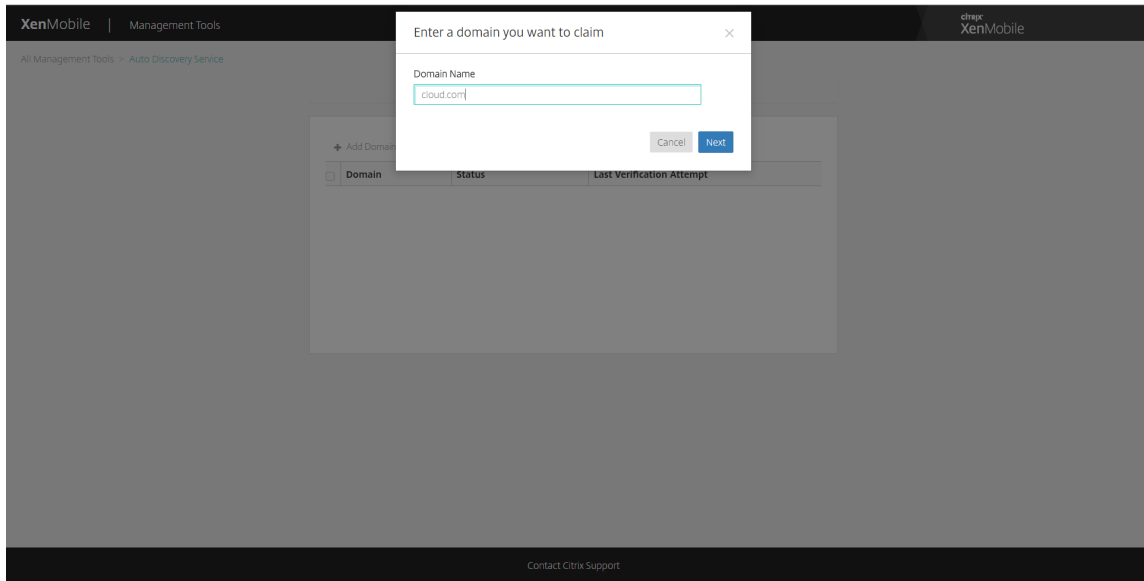 XenMobile | Management Tools
citrix
XenMobile
All Management Tools > Auto Discovery Service
Enter a domain you want to claim
×
Domain Name
cloud.com
Cancel
Next
+ Add Domain
Domain
Status
Last Verification Attempt
Contact Citrix Support